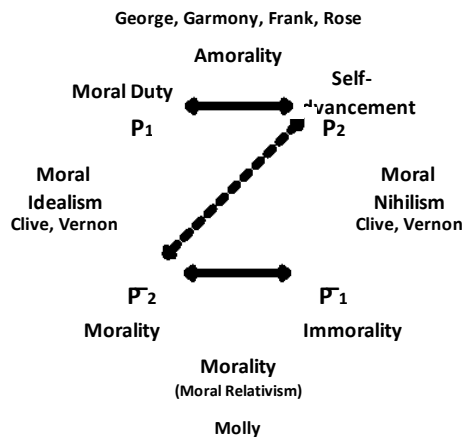 George, Garmony, Frank, Rose
Amorality
Moral Duty
Self-
dvancement
P1
P2
Moral
Idealism
Clive, Vernon
Moral
Nihilism
Clive, Vernon
P̅2
P̅1
Morality
Immorality
Morality
(Moral Relativism)
Molly